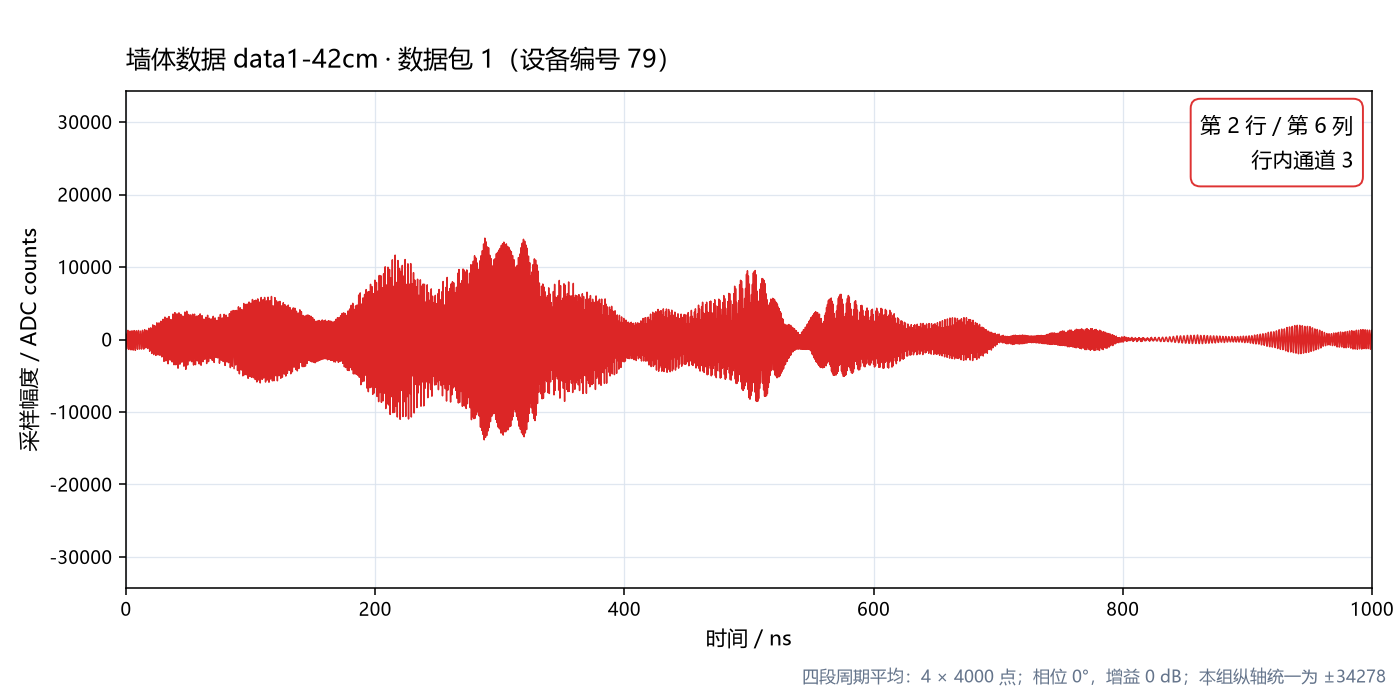 墙体数据 data1-42cm · 数据包 1（设备编号 79）
第 2 行 / 第 6 列
行内通道 3
30000
20000
10000
0
-10000
-20000
-30000
采样幅度 / ADC counts
0 200 400 600 800 1000
时间 / ns
四段周期平均：4 × 4000 点；相位 0°，增益 0 dB；本组纵轴统一为 ±34278